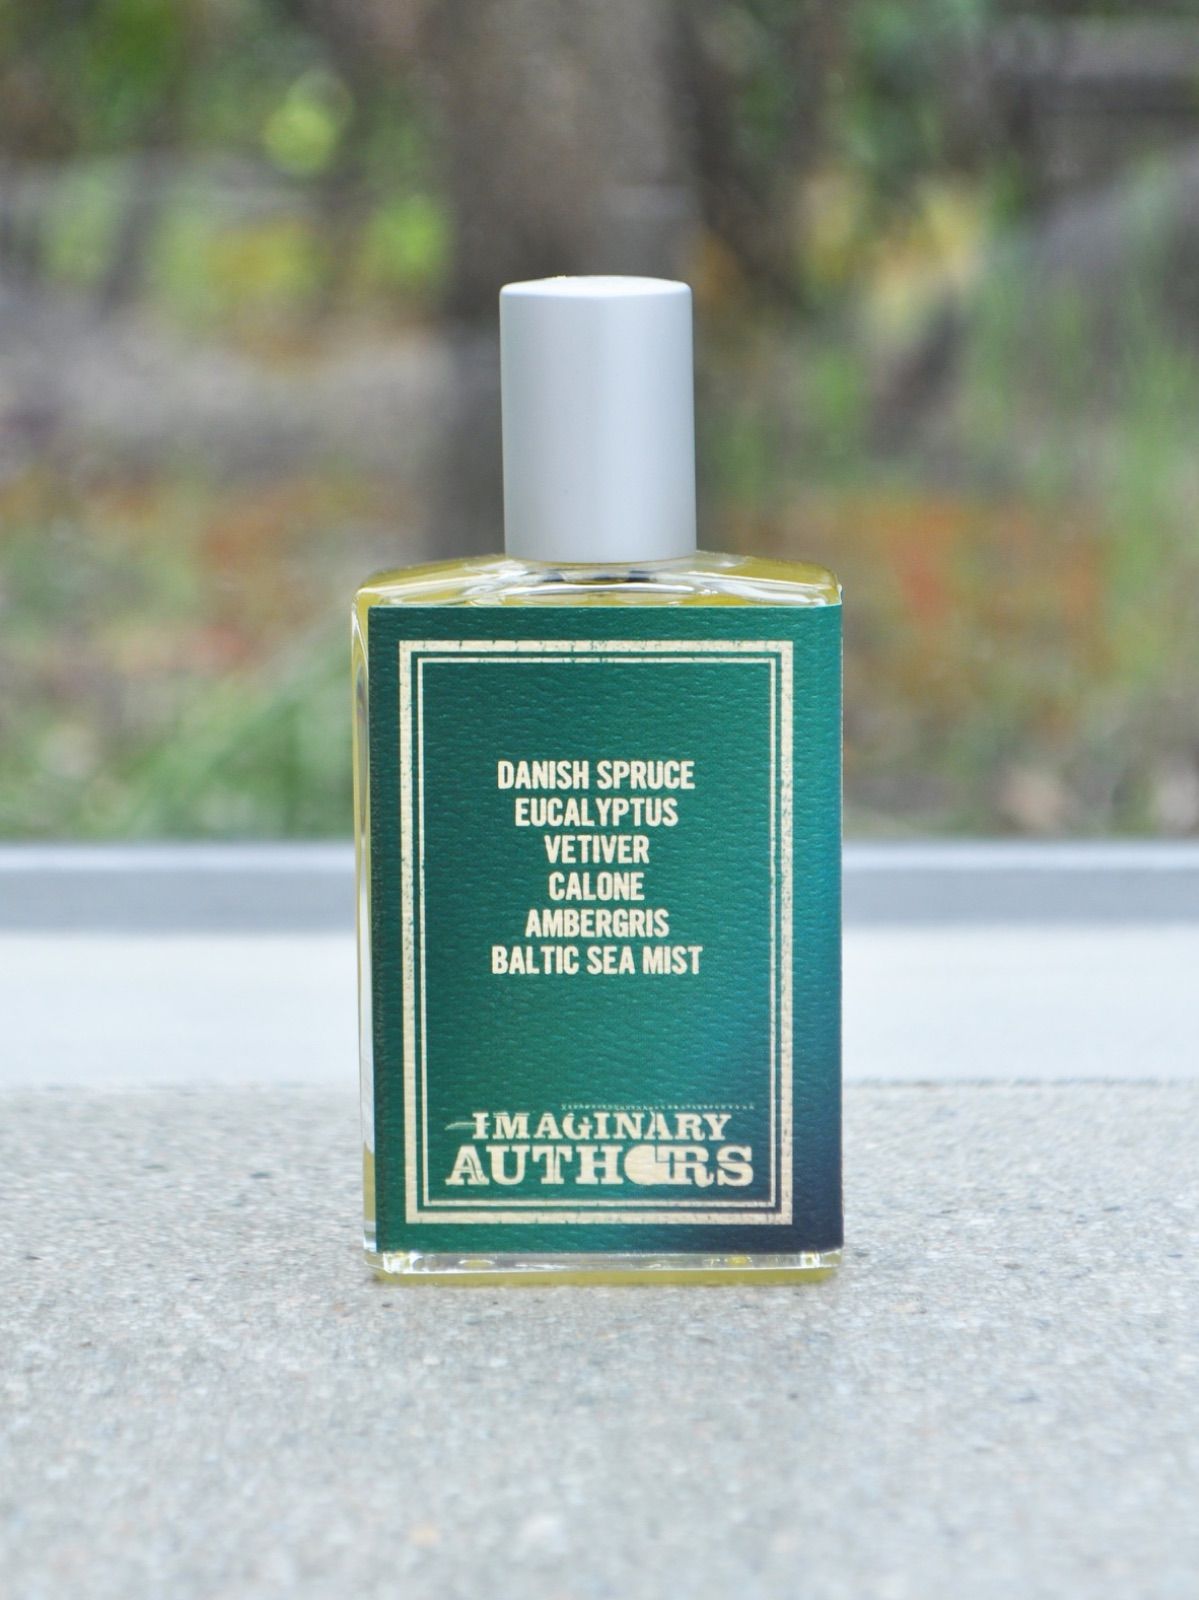 DANISH SPRUCE
EUCALYPTUS
VETIVER
CALONE
AMBERGRIS
BALTIC SEA MIST
IMAGINARY
AUTHORS